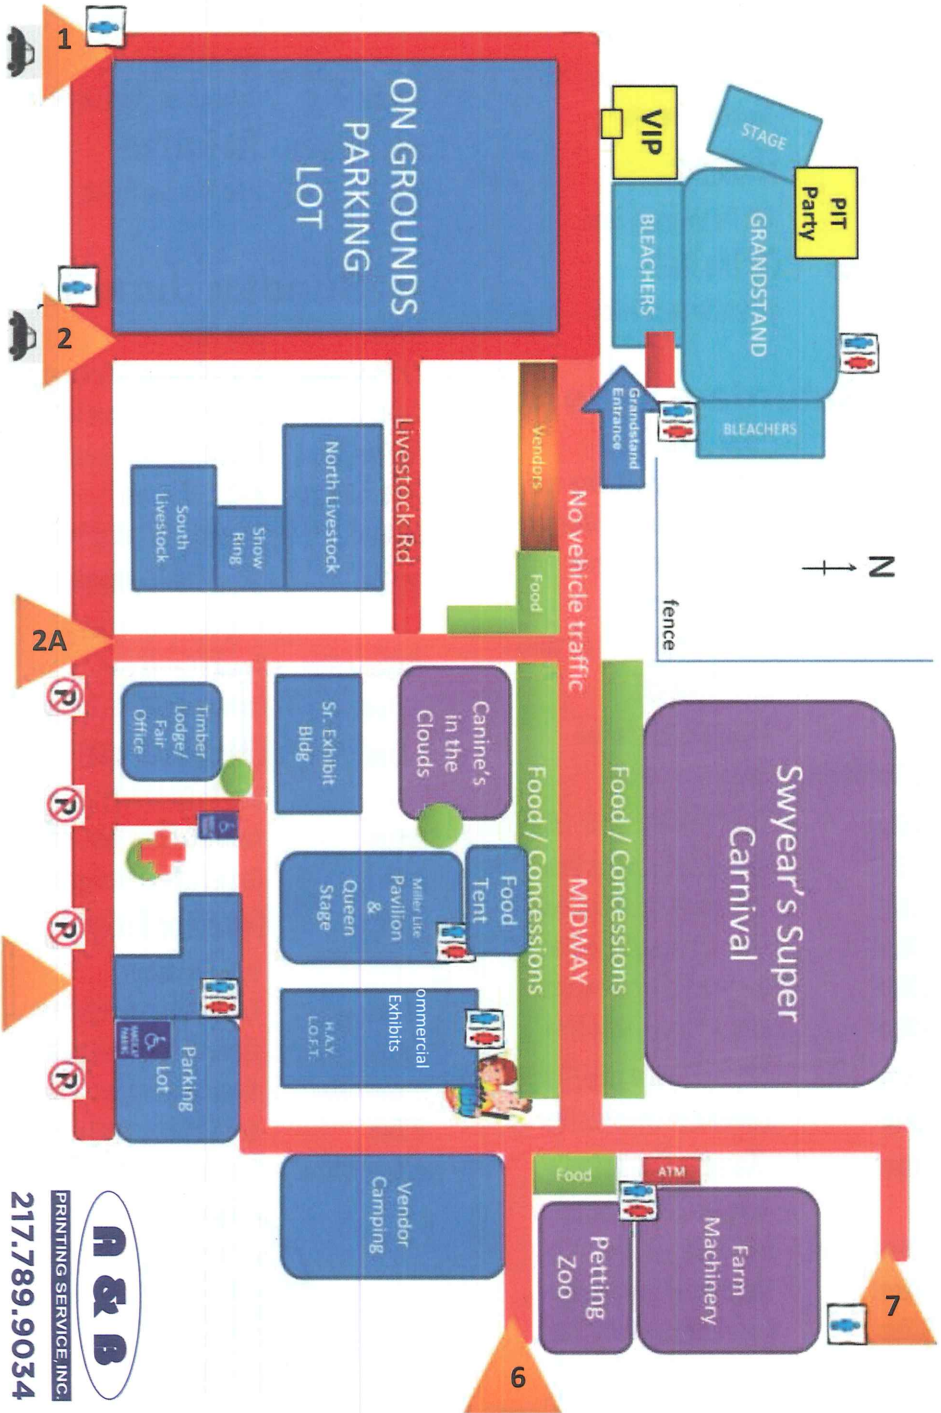 1
2
2A
7
6
VIP
STAGE
PIT
Party
GRANDSTAND
BLEACHERS
BLEACHERS
Grandstand
Entrance
N
fence
ON GROUNDS
PARKING
LOT
Livestock Rd
Vendors
Food
No vehicle traffic
North Livestock
Show
Ring
South
Livestock
Swyear's Super
Carnival
Food / Concessions
MIDWAY
Food / Concessions
Canine's
in the
Clouds
Sr. Exhibit
Bldg
Timber
Lodge/
Fair
Office
P
P
P
P
Food
Tent
Miller Lite
Pavilion
&
Queen
Stage
ommercial
Exhibits
H.A.Y.
L.O.F.T.
Parking
Lot
HANDICAP
PARKING
Vendor
Camping
Food
ATM
Farm
Machinery
Petting
Zoo
A & B
PRINTING SERVICE, INC.
217.789.9034